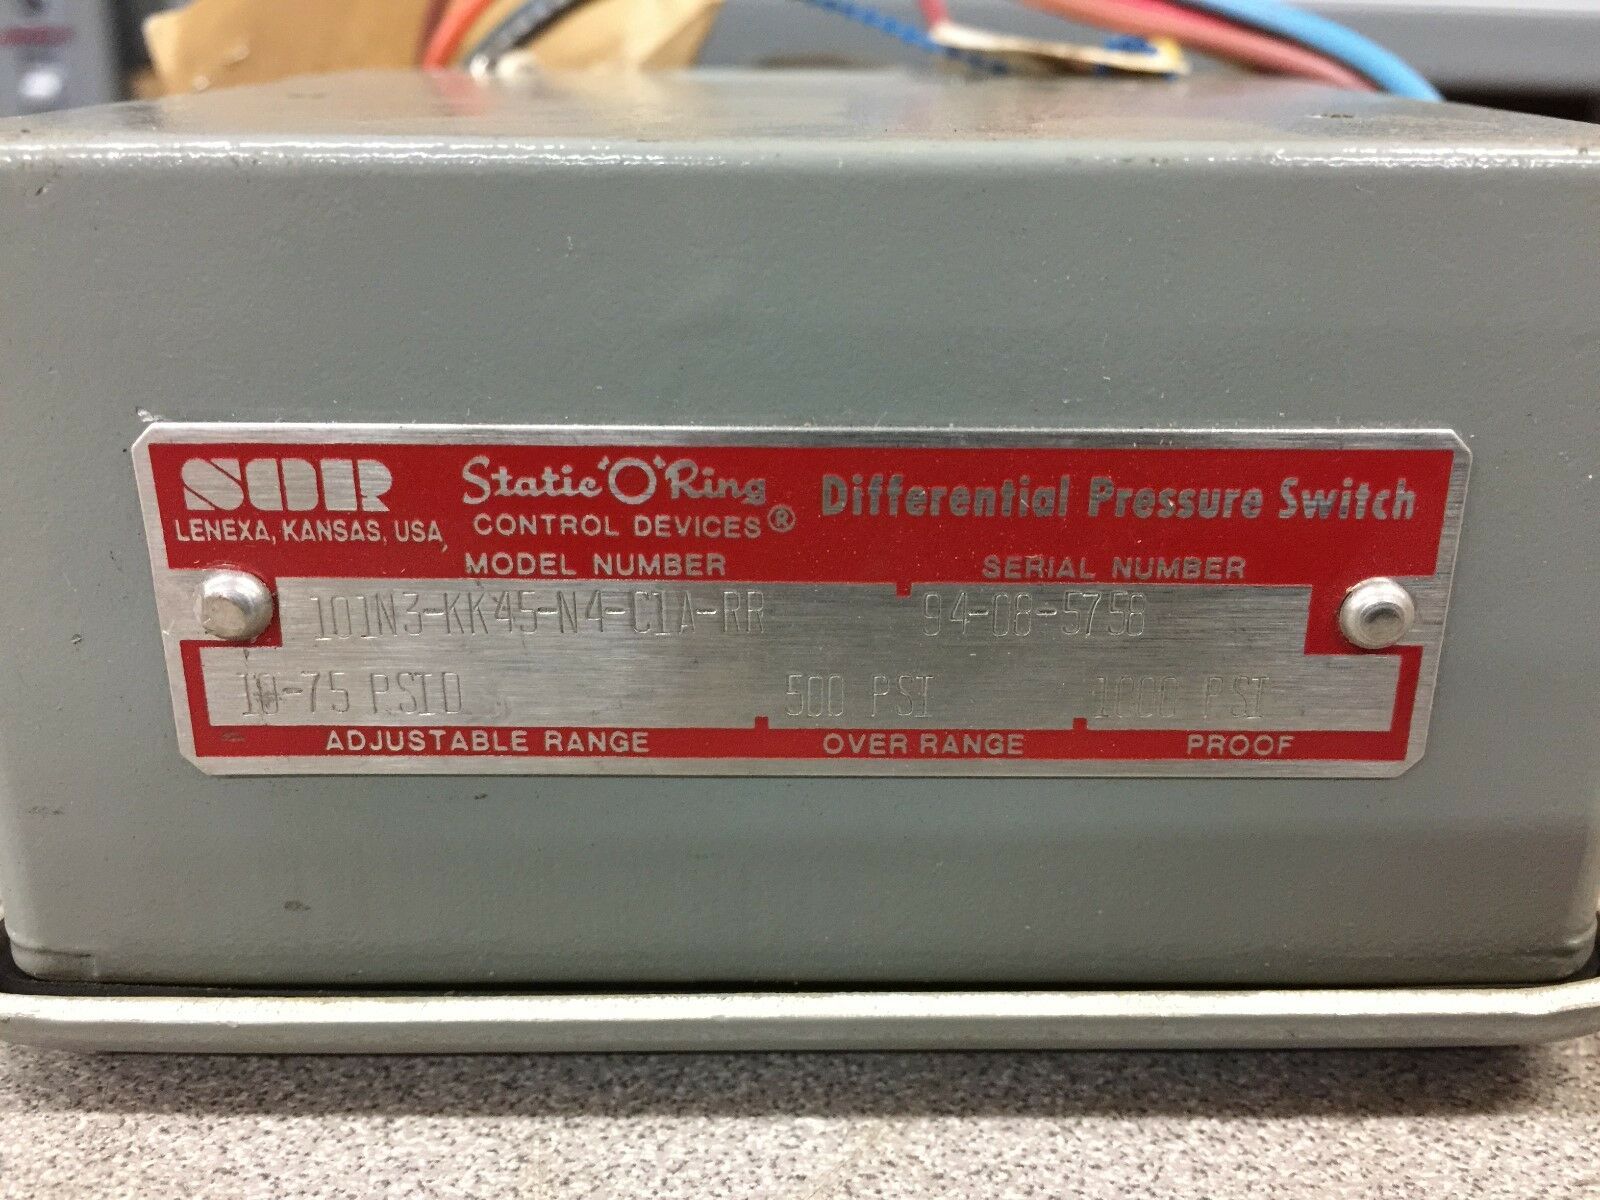 SOR Static 'O' Ring Differential Pressure Switch
LENEXA, KANSAS, USA CONTROL DEVICES®
MODEL NUMBER SERIAL NUMBER
101N3-KK45-N4-C1A-RR 94-08-5758
10-75 PSID 500 PSI 1000 PSI
ADJUSTABLE RANGE OVER RANGE PROOF